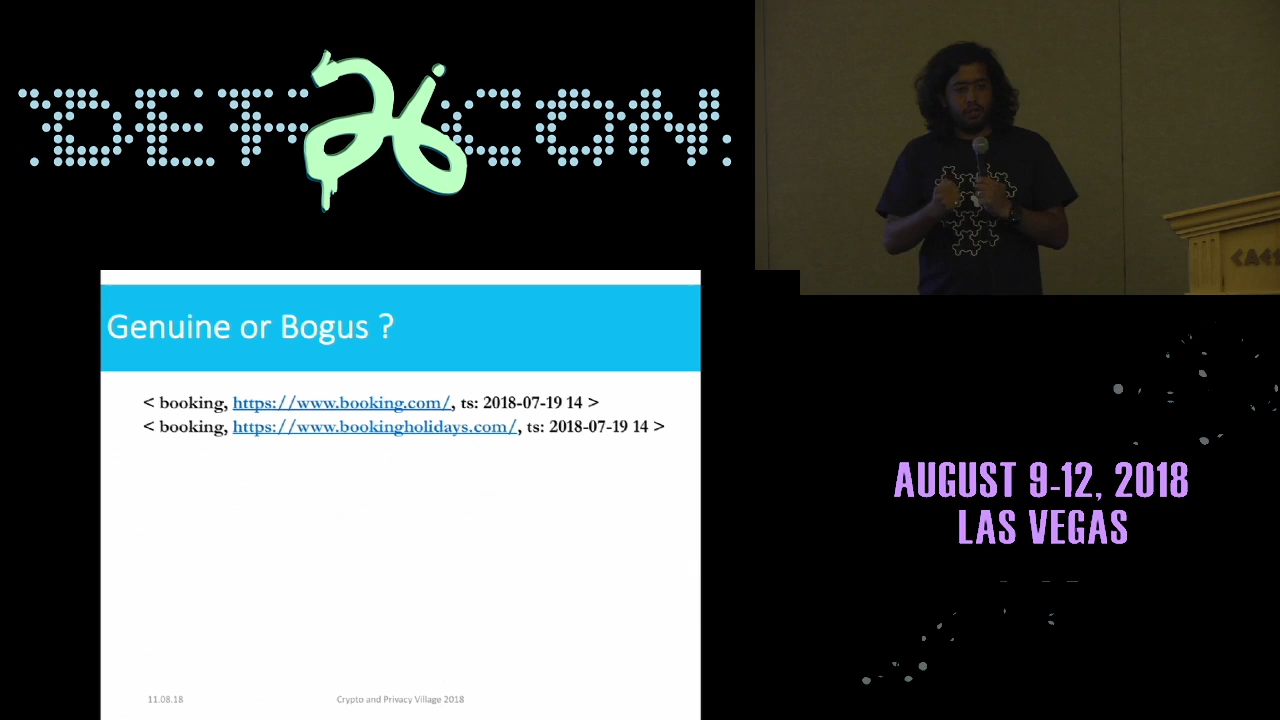 DEF 26 CON
CAE
Genuine or Bogus ?
< booking, https://www.booking.com/, ts: 2018-07-19 14 >
< booking, https://www.bookingholidays.com/, ts: 2018-07-19 14 >
AUGUST 9-12, 2018
LAS VEGAS
11.08.18
Crypto and Privacy Village 2018